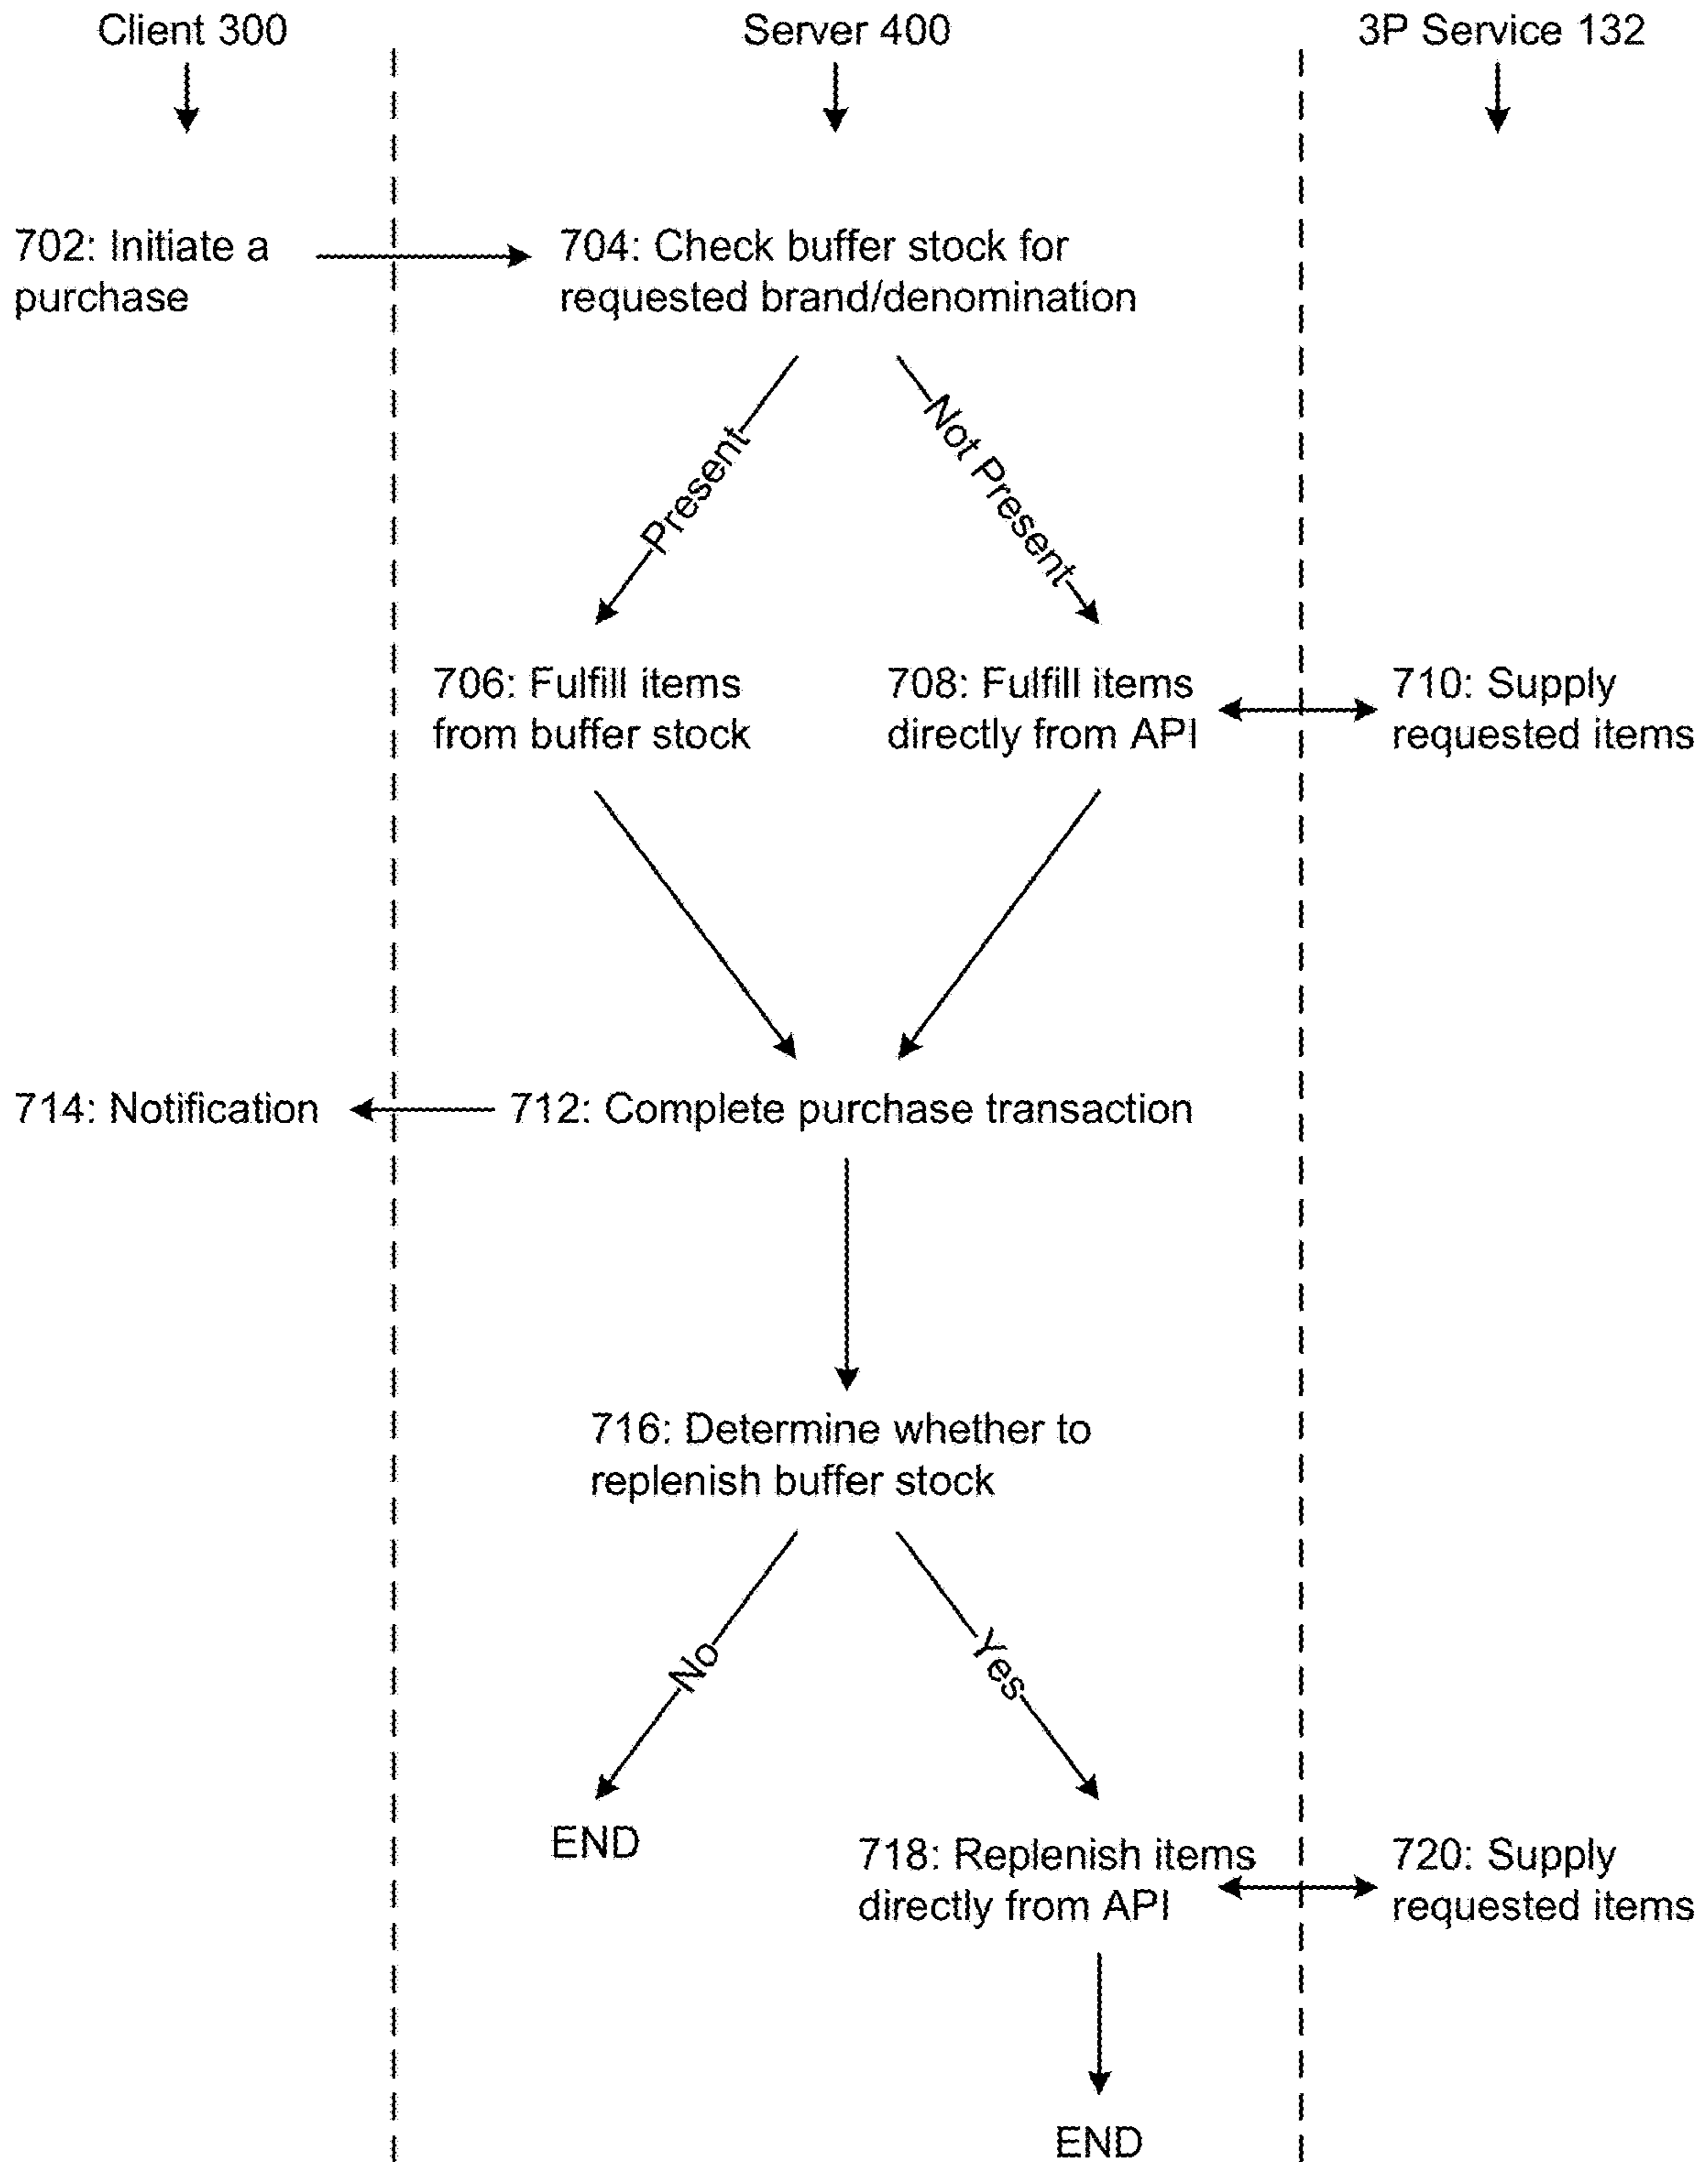 Client 300
Server 400
3P Service 132
702: Initiate a
purchase
704: Check buffer stock for
requested brand/denomination
Present
Not Present
706: Fulfill items
from buffer stock
708: Fulfill items
directly from API
710: Supply
requested items
714: Notification
712: Complete purchase transaction
716: Determine whether to
replenish buffer stock
No
Yes
END
718: Replenish items
directly from API
720: Supply
requested items
END